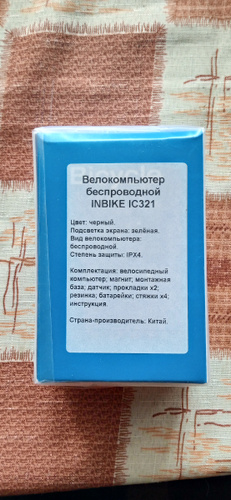 Велокомпьютер
беспроводной
INBIKE IC321
Цвет: черный.
Подсветка экрана: зелёная.
Вид велокомпьютера:
беспроводной.
Степень защиты: IPX4.
Комплектация: велосипедный
компьютер; магнит; монтажная
база; датчик; прокладки x2;
резинка; батарейки; стяжки x4;
инструкция.
Страна-производитель: Китай.